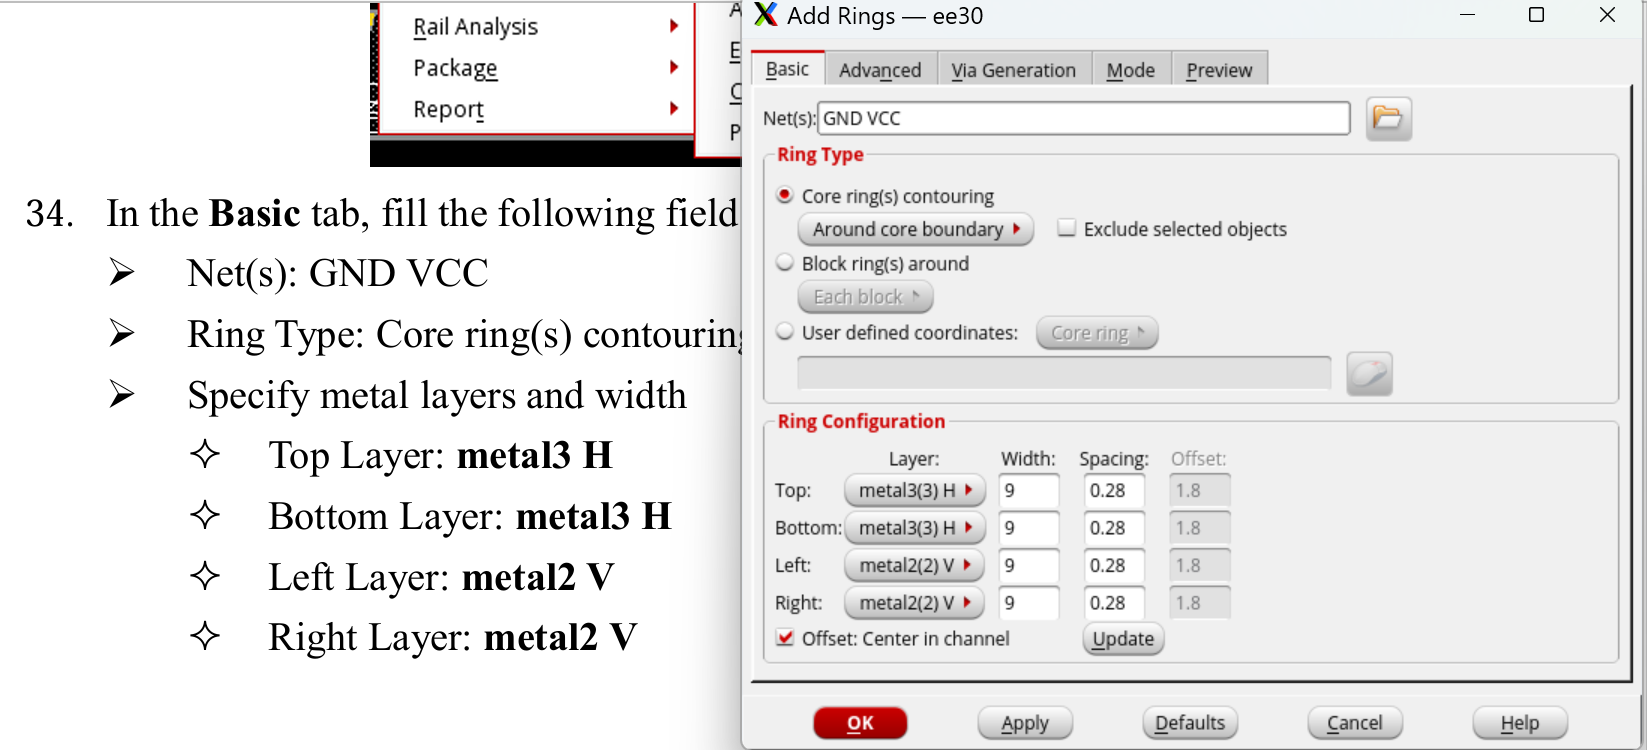 Rail Analysis
Package
Report
34. In the Basic tab, fill the following field
➢ Net(s): GND VCC
➢ Ring Type: Core ring(s) contouring
➢ Specify metal layers and width
✧ Top Layer: metal3 H
✧ Bottom Layer: metal3 H
✧ Left Layer: metal2 V
✧ Right Layer: metal2 V
Add Rings — ee30
Basic Advanced Via Generation Mode Preview
Net(s): GND VCC
Ring Type
Core ring(s) contouring
Around core boundary Exclude selected objects
Block ring(s) around
Each block
User defined coordinates: Core ring
Ring Configuration
Layer: Width: Spacing: Offset:
Top: metal3(3) H 9 0.28 1.8
Bottom: metal3(3) H 9 0.28 1.8
Left: metal2(2) V 9 0.28 1.8
Right: metal2(2) V 9 0.28 1.8
Offset: Center in channel Update
OK Apply Defaults Cancel Help